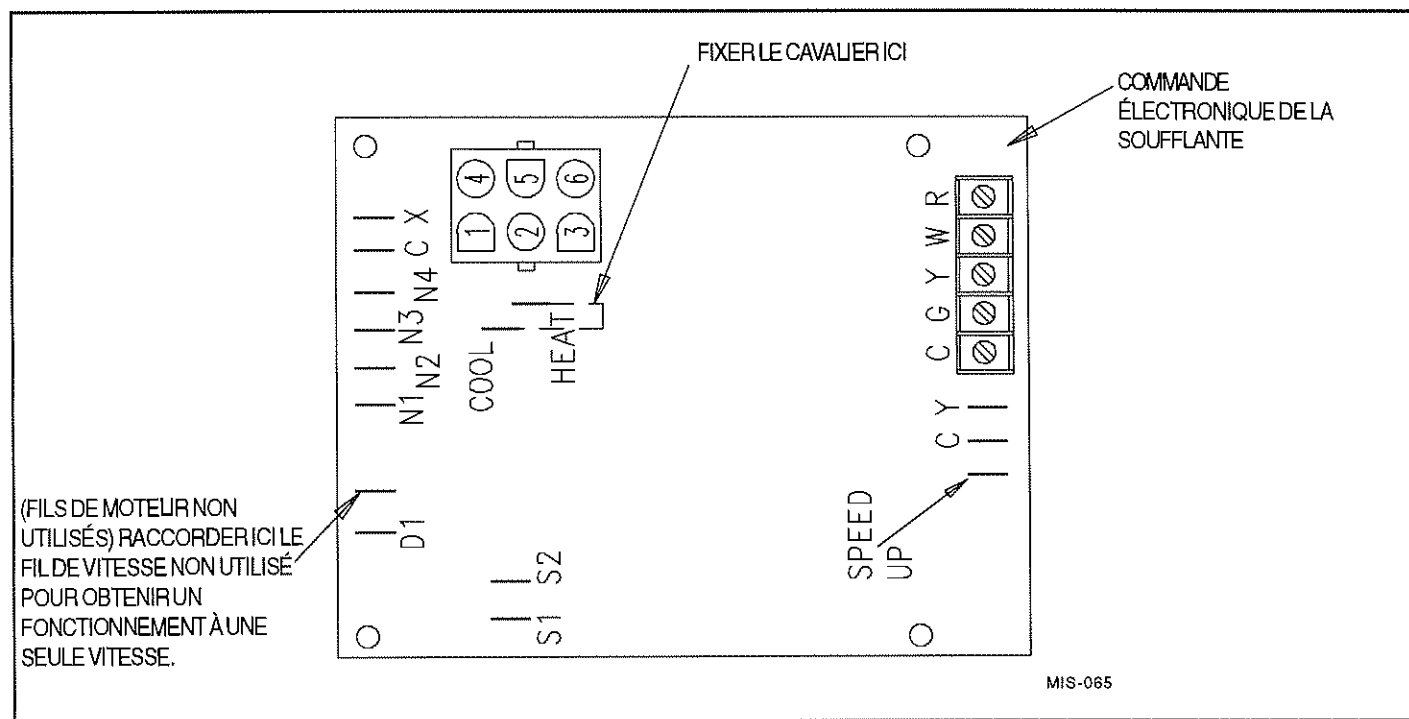 FIXER LE CAVALIER ICI
COMMANDE
ÉLECTRONIQUE DE LA
SOUFFLANTE
1 4
2 5
3 6
X
C
N4
N3
N2
N1
COOL
HEAT
R
W
Y
G
C
Y
C
SPEED
UP
(FILS DE MOTEUR NON
UTILISÉS) RACCORDER ICI LE
FIL DE VITESSE NON UTILISÉ
POUR OBTENIR UN
FONCTIONNEMENT À UNE
SEULE VITESSE.
D1
S2
S1
MIS-065